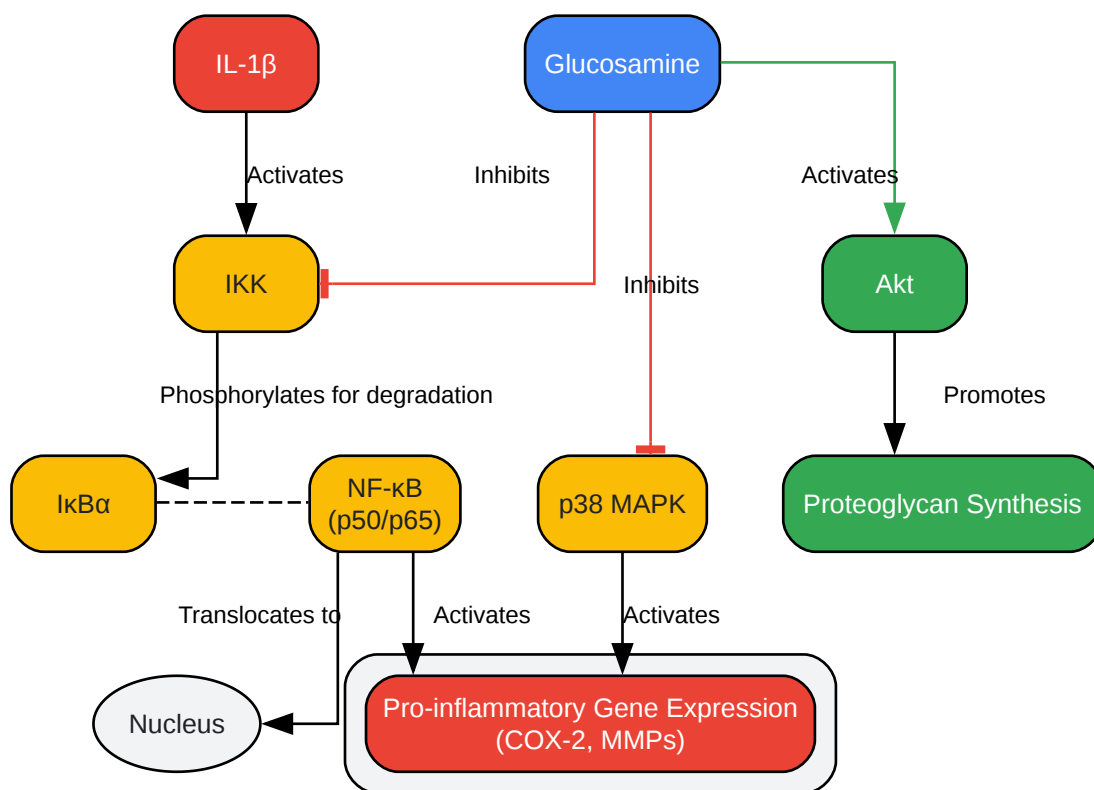 IL-1β
Glucosamine
Activates
Inhibits
Activates
IKK
Inhibits
Akt
Phosphorylates for degradation
Promotes
IκBα
NF-κB
(p50/p65)
p38 MAPK
Proteoglycan Synthesis
Translocates to
Activates
Activates
Nucleus
Pro-inflammatory Gene Expression
(COX-2, MMPs)